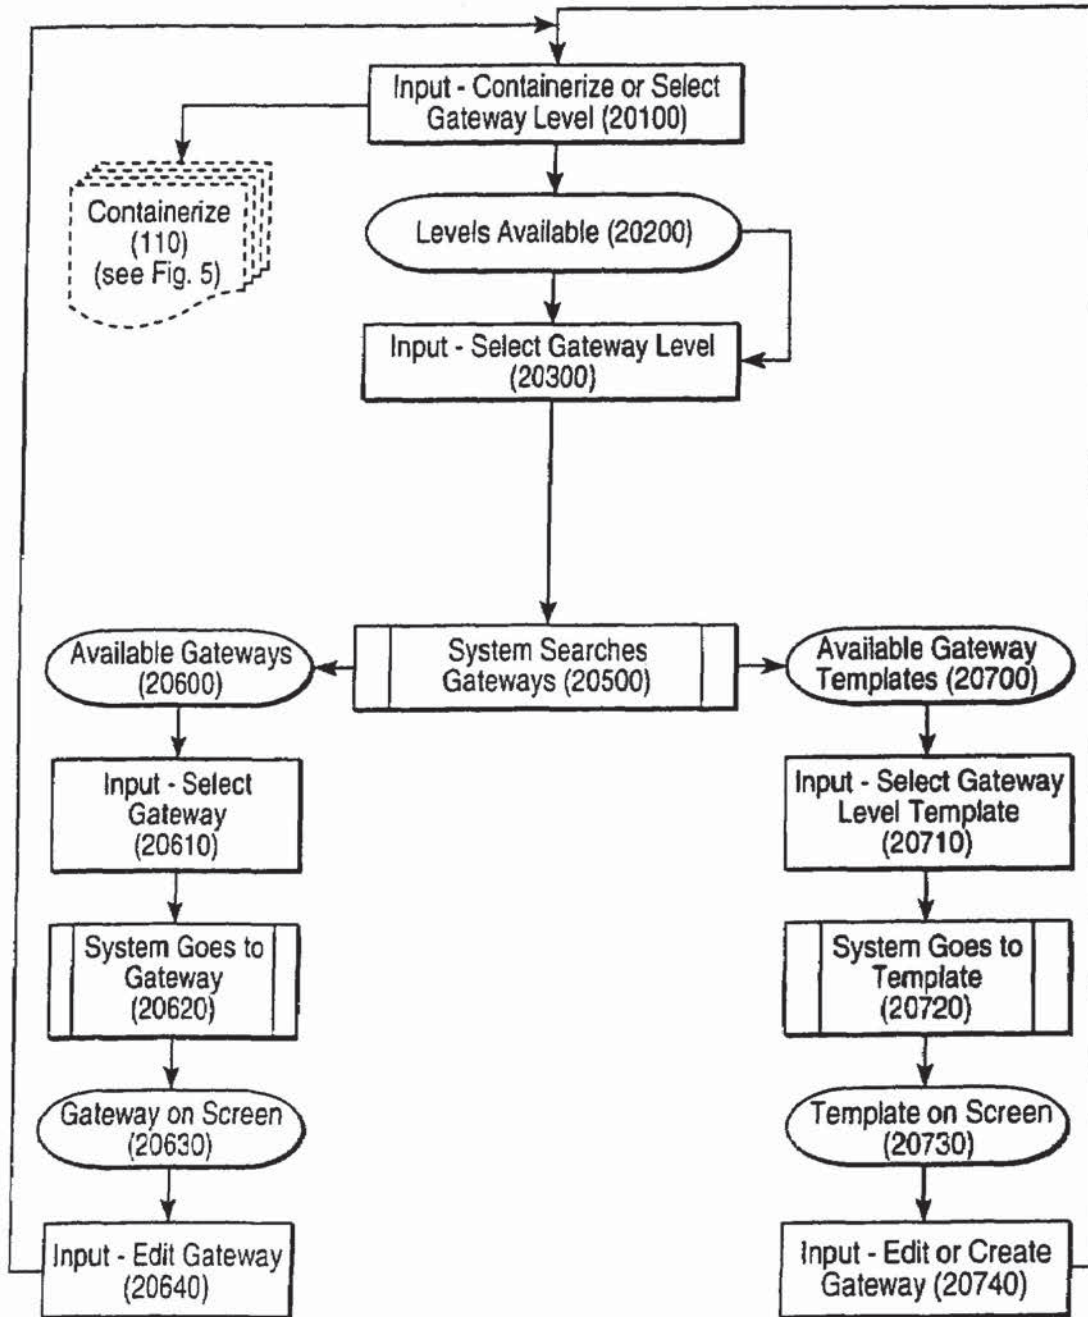 Input - Containerize or Select
Gateway Level (20100)
Containerize
(110)
(see Fig. 5)
Levels Available (20200)
Input - Select Gateway Level
(20300)
System Searches
Gateways (20500)
Available Gateways
(20600)
Input - Select
Gateway
(20610)
System Goes to
Gateway
(20620)
Gateway on Screen
(20630)
Input - Edit Gateway
(20640)
Available Gateway
Templates (20700)
Input - Select Gateway
Level Template
(20710)
System Goes to
Template
(20720)
Template on Screen
(20730)
Input - Edit or Create
Gateway (20740)